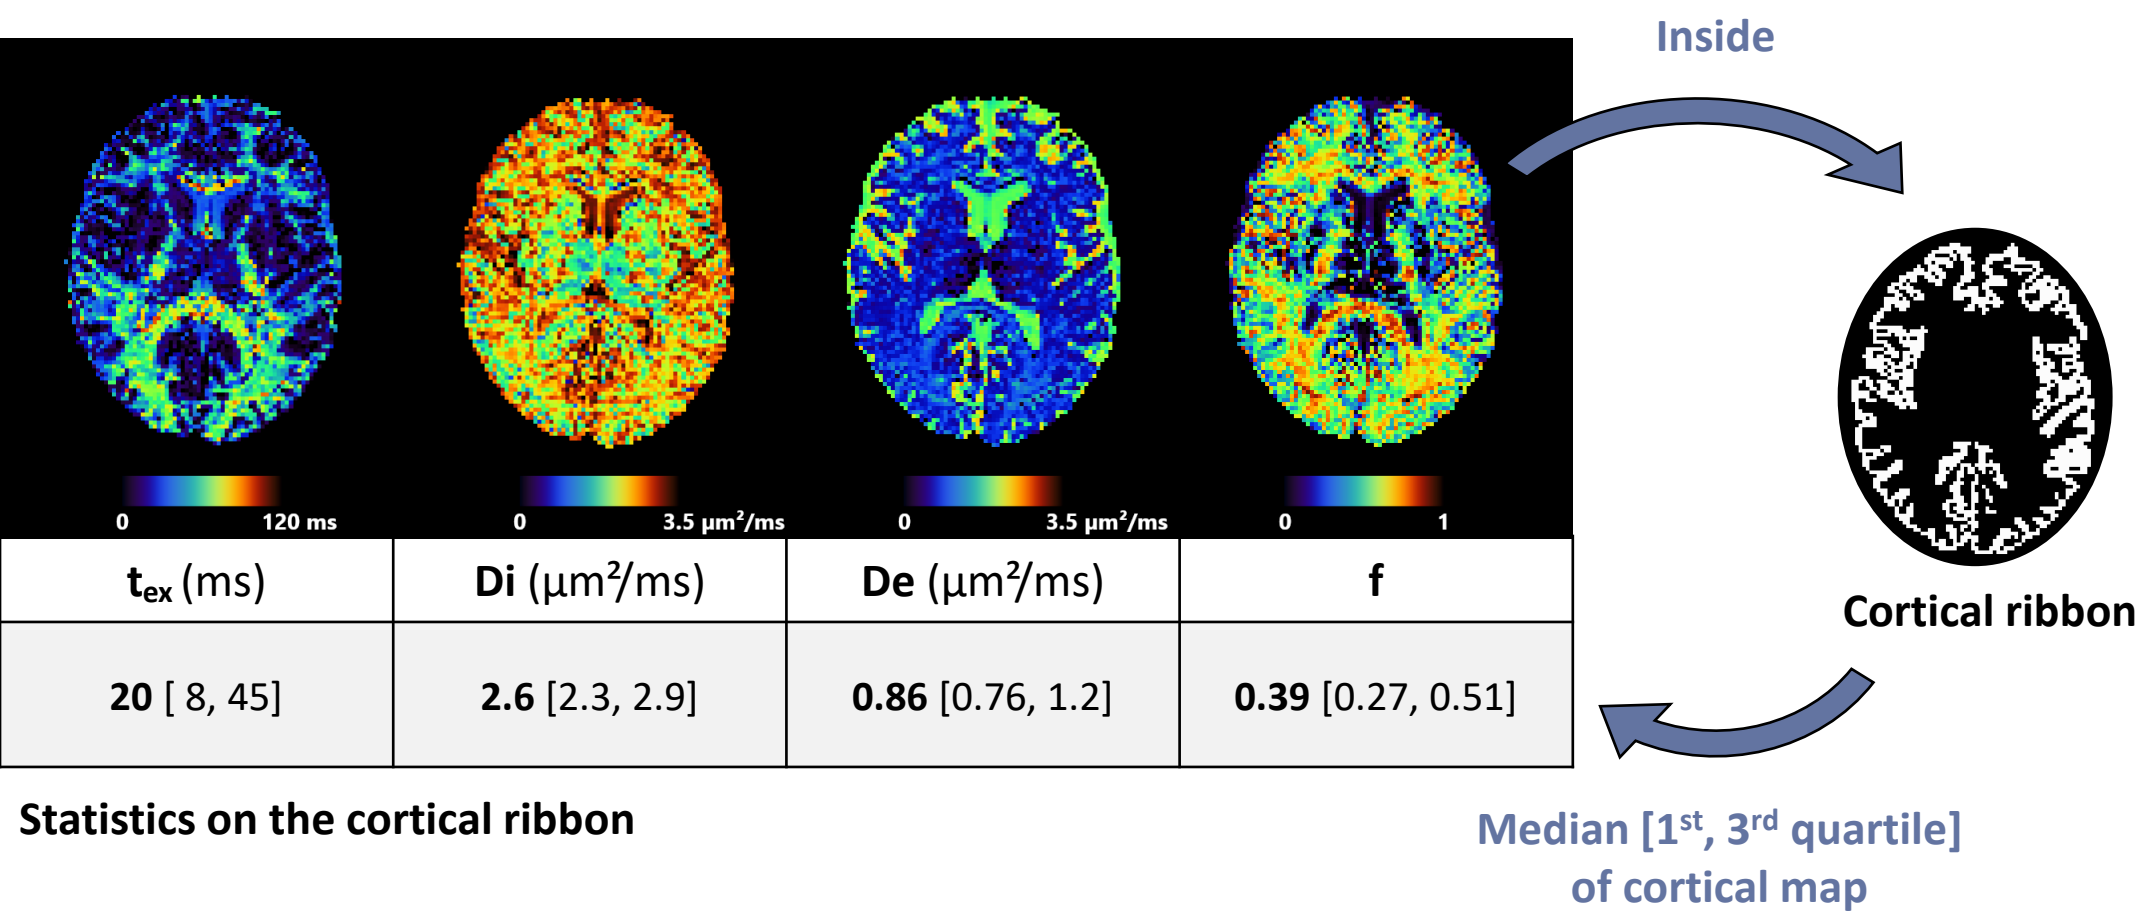 Inside
0 120 ms
0 3.5 µm²/ms
0 3.5 µm²/ms
0 1
tex (ms)
Di (µm²/ms)
De (µm²/ms)
f
20 [ 8, 45]
2.6 [2.3, 2.9]
0.86 [0.76, 1.2]
0.39 [0.27, 0.51]
Cortical ribbon
Statistics on the cortical ribbon
Median [1st, 3rd quartile]
of cortical map